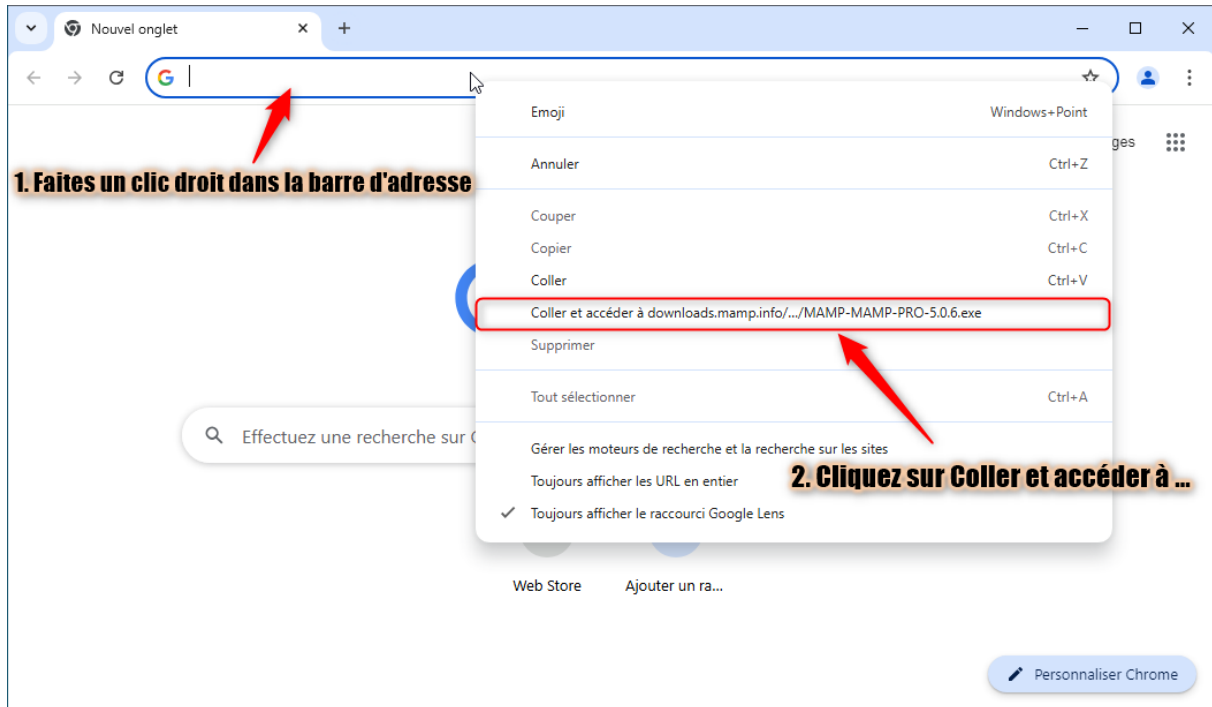 Nouvel onglet
G
1. Faites un clic droit dans la barre d'adresse
Emoji Windows+Point
ges
Annuler Ctrl+Z
Couper Ctrl+X
Copier Ctrl+C
Coller Ctrl+V
Coller et accéder à downloads.mamp.info/.../MAMP-MAMP-PRO-5.0.6.exe
Supprimer
Tout sélectionner Ctrl+A
Effectuez une recherche sur
Gérer les moteurs de recherche et la recherche sur les sites
Toujours afficher les URL en entier
2. Cliquez sur Coller et accéder à ...
Toujours afficher le raccourci Google Lens
Web Store Ajouter un ra...
Personnaliser Chrome